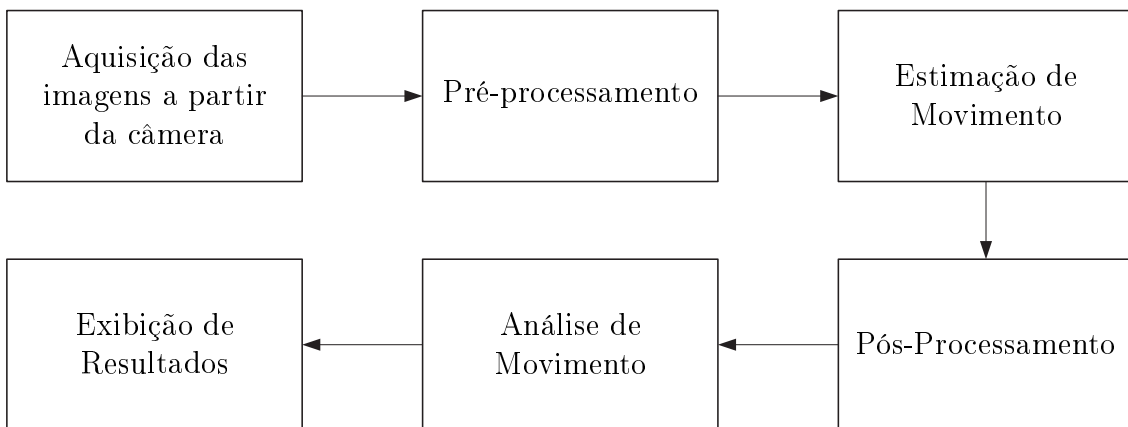 Aquisição das
imagens a partir
da câmera
Pré-processamento
Estimação de
Movimento
Pós-Processamento
Análise de
Movimento
Exibição de
Resultados